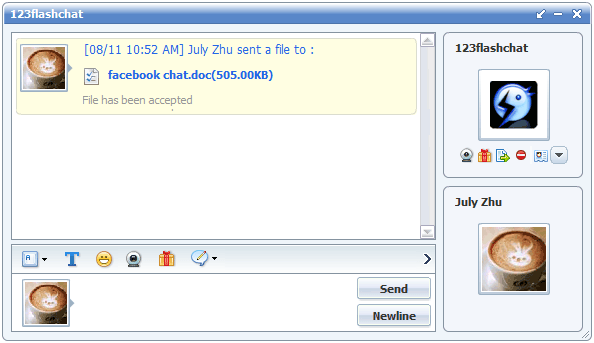 123flashchat
[08/11 10:52 AM] July Zhu sent a file to :
facebook chat.doc(505.00KB)
File has been accepted
123flashchat
July Zhu
A
T
Send
Newline